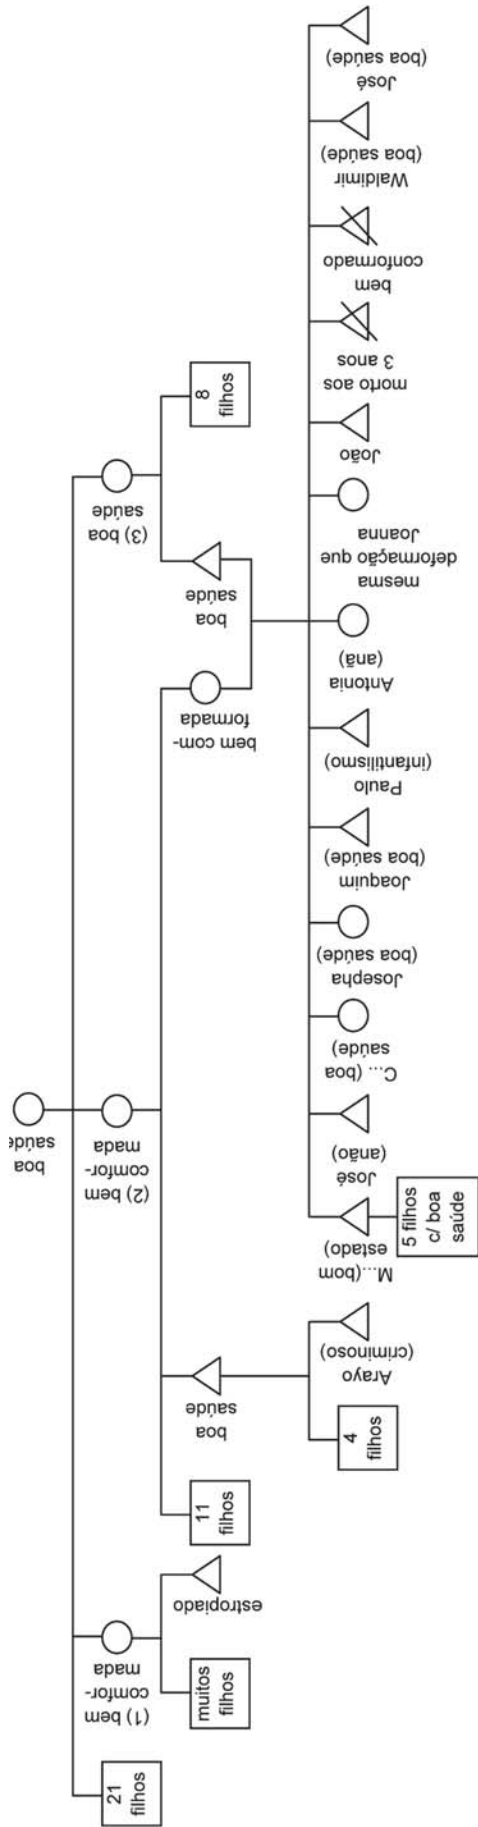 boa
saúde
(3) boa
saúde
(2) bem
comfor-
mada
(1) bem
comfor-
mada
21
filhos
8
filhos
boa
saúde
bem com-
formada
boa
saúde
11
filhos
estropiado
muitos
filhos
José
(boa saúde)
Waldimir
(boa saúde)
bem
conformado
morto aos
3 anos
João
mesma
deformação que
Joanna
Antonia
(anã)
Paulo
(infantilismo)
Joaquim
(boa saúde)
Josepha
(boa saúde)
C... (boa
saúde)
José
(anão)
M...(bom
estado)
Arayo
(criminoso)
4
filhos
5 filhos
c/ boa
saúde